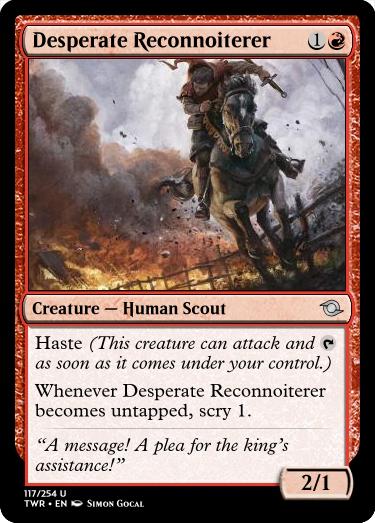 Desperate Reconnoiterer 1
Creature — Human Scout
Haste (This creature can attack and
as soon as it comes under your control.)
Whenever Desperate Reconnoiterer
becomes untapped, scry 1.
“A message! A plea for the king’s
assistance!”
2/1
117/254 U
TWR • EN SIMON GOCAL